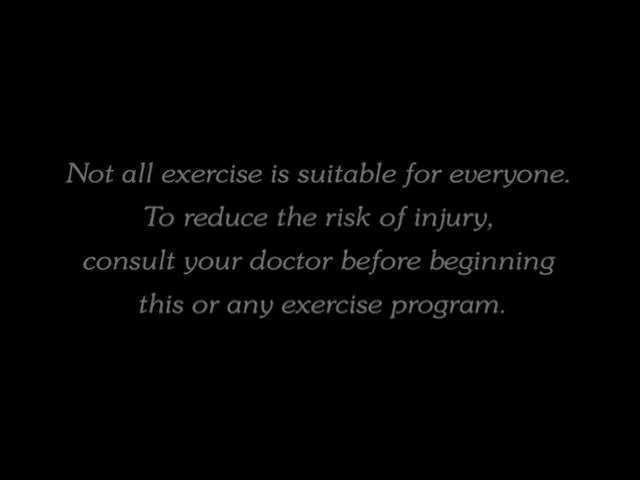 Not all exercise is suitable for everyone.
To reduce the risk of injury,
consult your doctor before beginning
this or any exercise program.